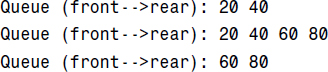 Queue (front-->rear): 20 40
Queue (front-->rear): 20 40 60 80
Queue (front-->rear): 60 80